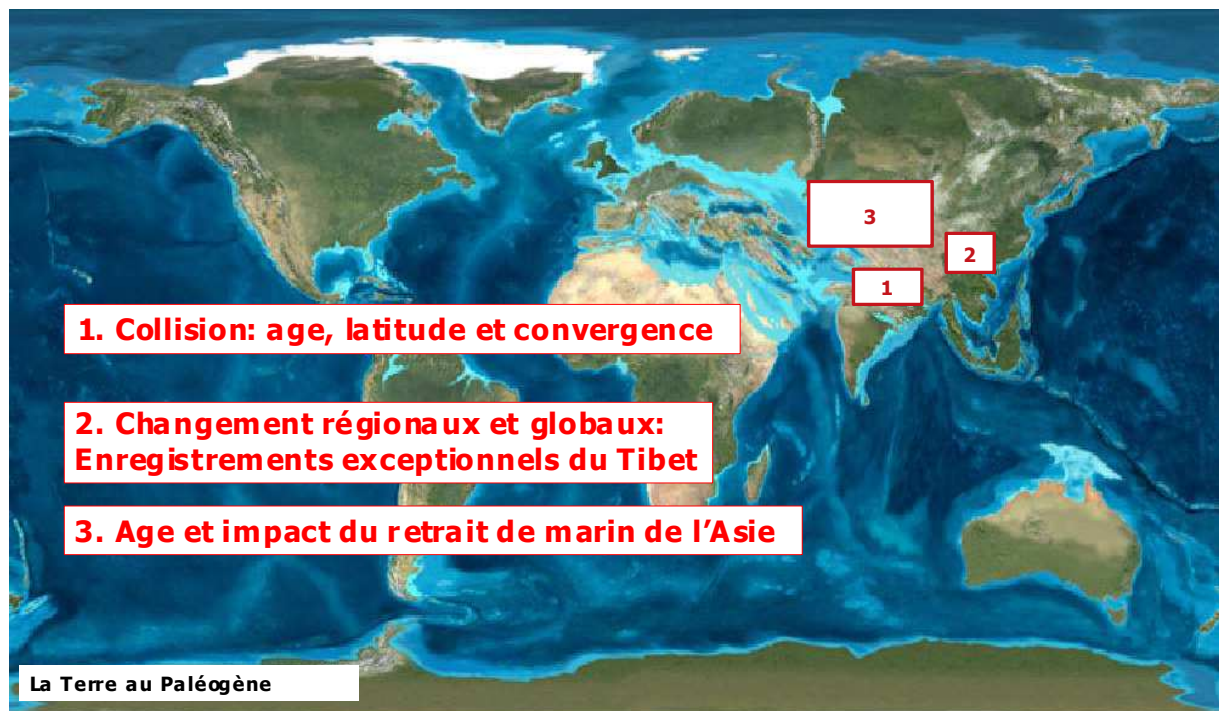 3
2
1
1. Collision: age, latitude et convergence
2. Changement régionaux et globaux:
Enregistrements exceptionnels du Tibet
3. Age et impact du retrait de marin de l'Asie
La Terre au Paléogène